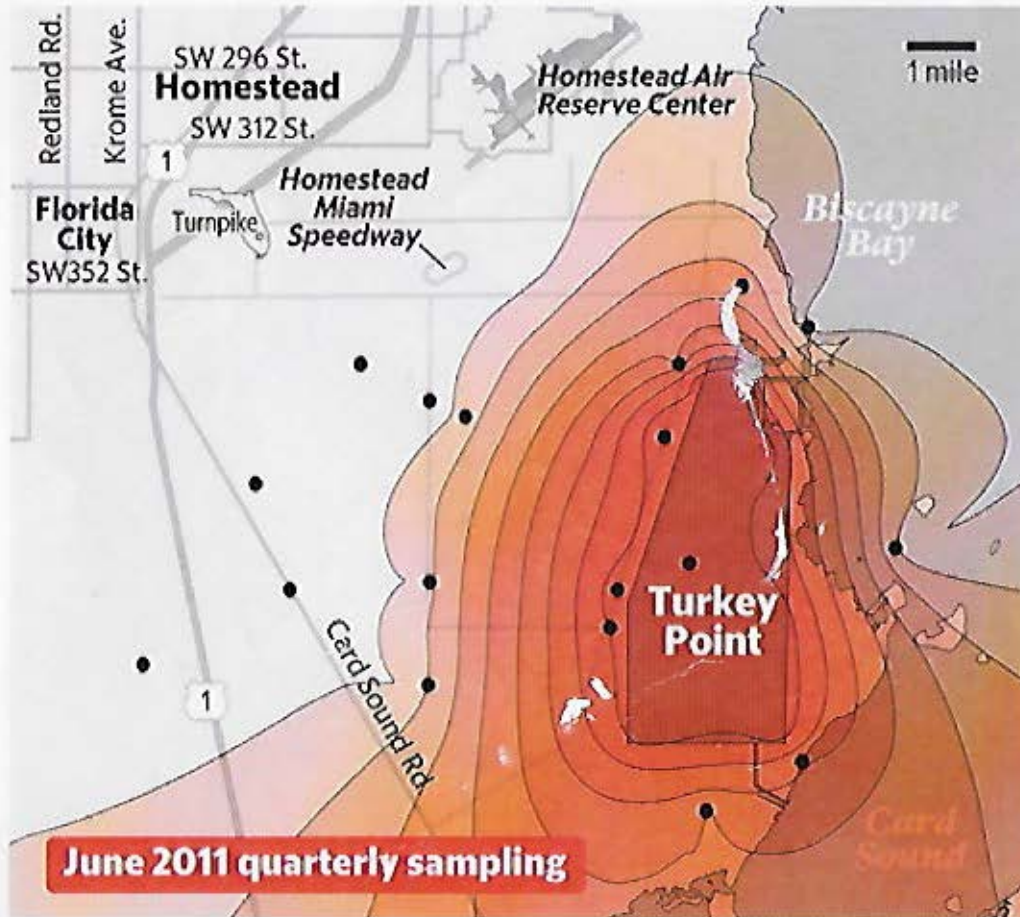 Redland Rd.
Krome Ave.
SW 296 St.
Homestead
SW 312 St.
1
Homestead Air
Reserve Center
1 mile
Florida
City
SW352 St.
Turnpike
Homestead
Miami
Speedway
Biscayne
Bay
Turkey
Point
Card Sound Rd.
1
Card
Sound
June 2011 quarterly sampling